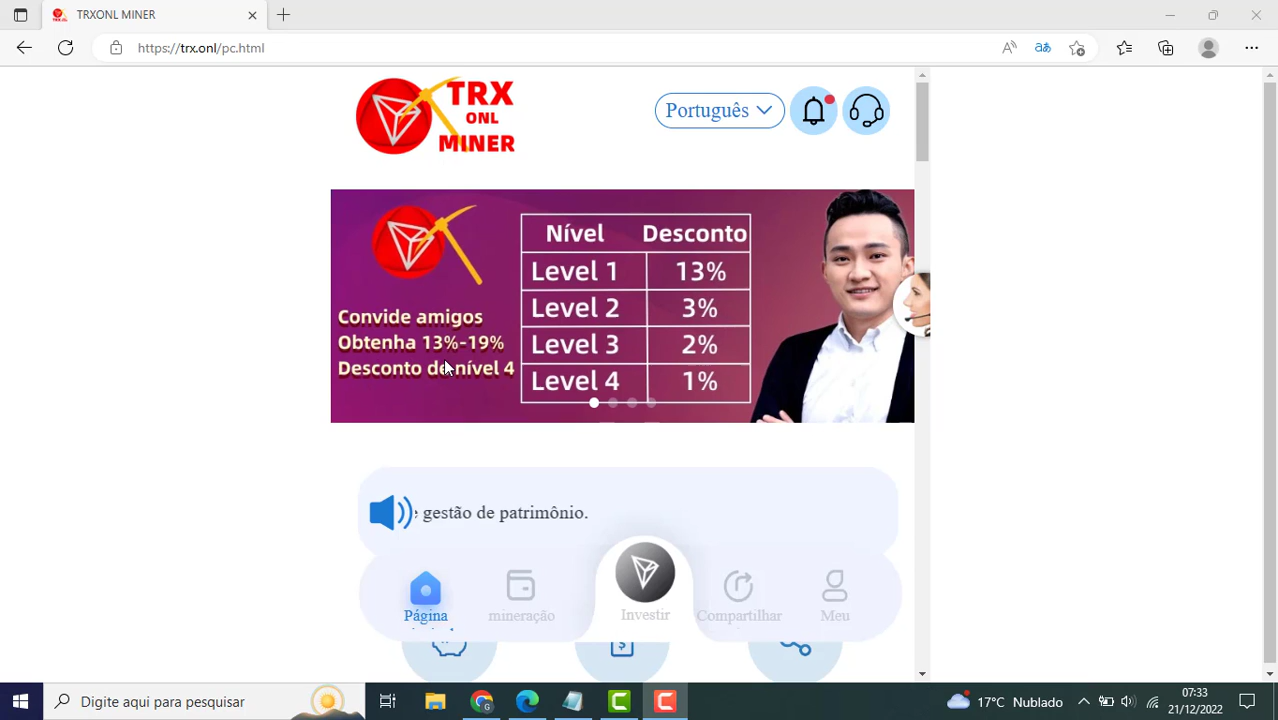 TRXONL MINER
https://trx.onl/pc.html
TRX
ONL
MINER
Português
Nível Desconto
Level 1 13%
Level 2 3%
Level 3 2%
Level 4 1%
Convide amigos
Obtenha 13%-19%
Desconto de nível 4
gestão de patrimônio.
Página
mineração
Investir
Compartilhar
Meu
Digite aqui para pesquisar
17°C Nublado
07:33
21/12/2022